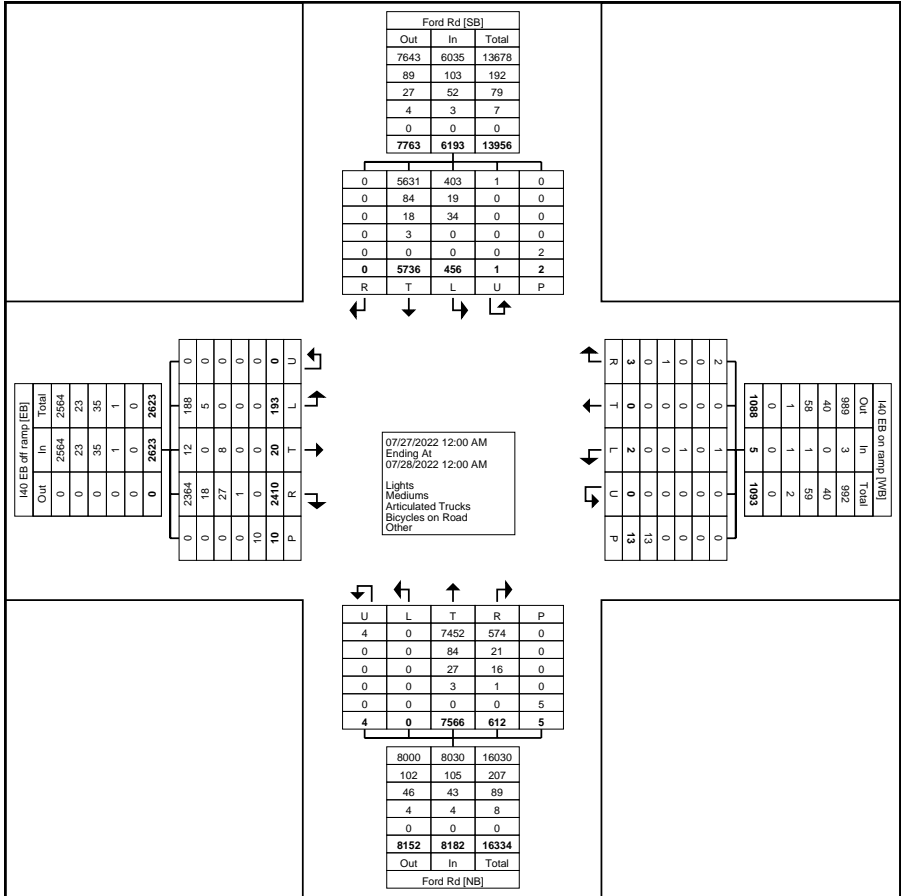 Ford Rd [SB]
Out In Total
7643 6035 13678
89 103 192
27 52 79
4 3 7
0 0 0
7763 6193 13956
0 5631 403 1 0
0 84 19 0 0
0 18 34 0 0
0 3 0 0 0
0 0 0 0 2
0 5736 456 1 2
R T L U P
I40 EB off ramp [EB]
Total 2564 23 35 1 0 2623
In 2564 23 35 1 0 2623
Out 0 0 0 0 0 0
0 0 0 0 0 0 U
188 5 0 0 0 193 L
12 0 8 0 0 20 T
2364 18 27 1 0 2410 R
0 0 0 0 10 10 P
07/27/2022 12:00 AM
Ending At
07/28/2022 12:00 AM
Lights
Mediums
Articulated Trucks
Bicycles on Road
Other
R 3 0 1 0 0 2
T 0 0 0 0 0 0
L 2 0 0 1 0 1
U 0 0 0 0 0 0
P 13 13 0 0 0 0
1088 0 1 58 40 989 Out
5 0 1 1 0 3 In
1093 0 2 59 40 992 Total
I40 EB on ramp [WB]
U L T R P
4 0 7452 574 0
0 0 84 21 0
0 0 27 16 0
0 0 3 1 0
0 0 0 0 5
4 0 7566 612 5
8000 8030 16030
102 105 207
46 43 89
4 4 8
0 0 0
8152 8182 16334
Out In Total
Ford Rd [NB]